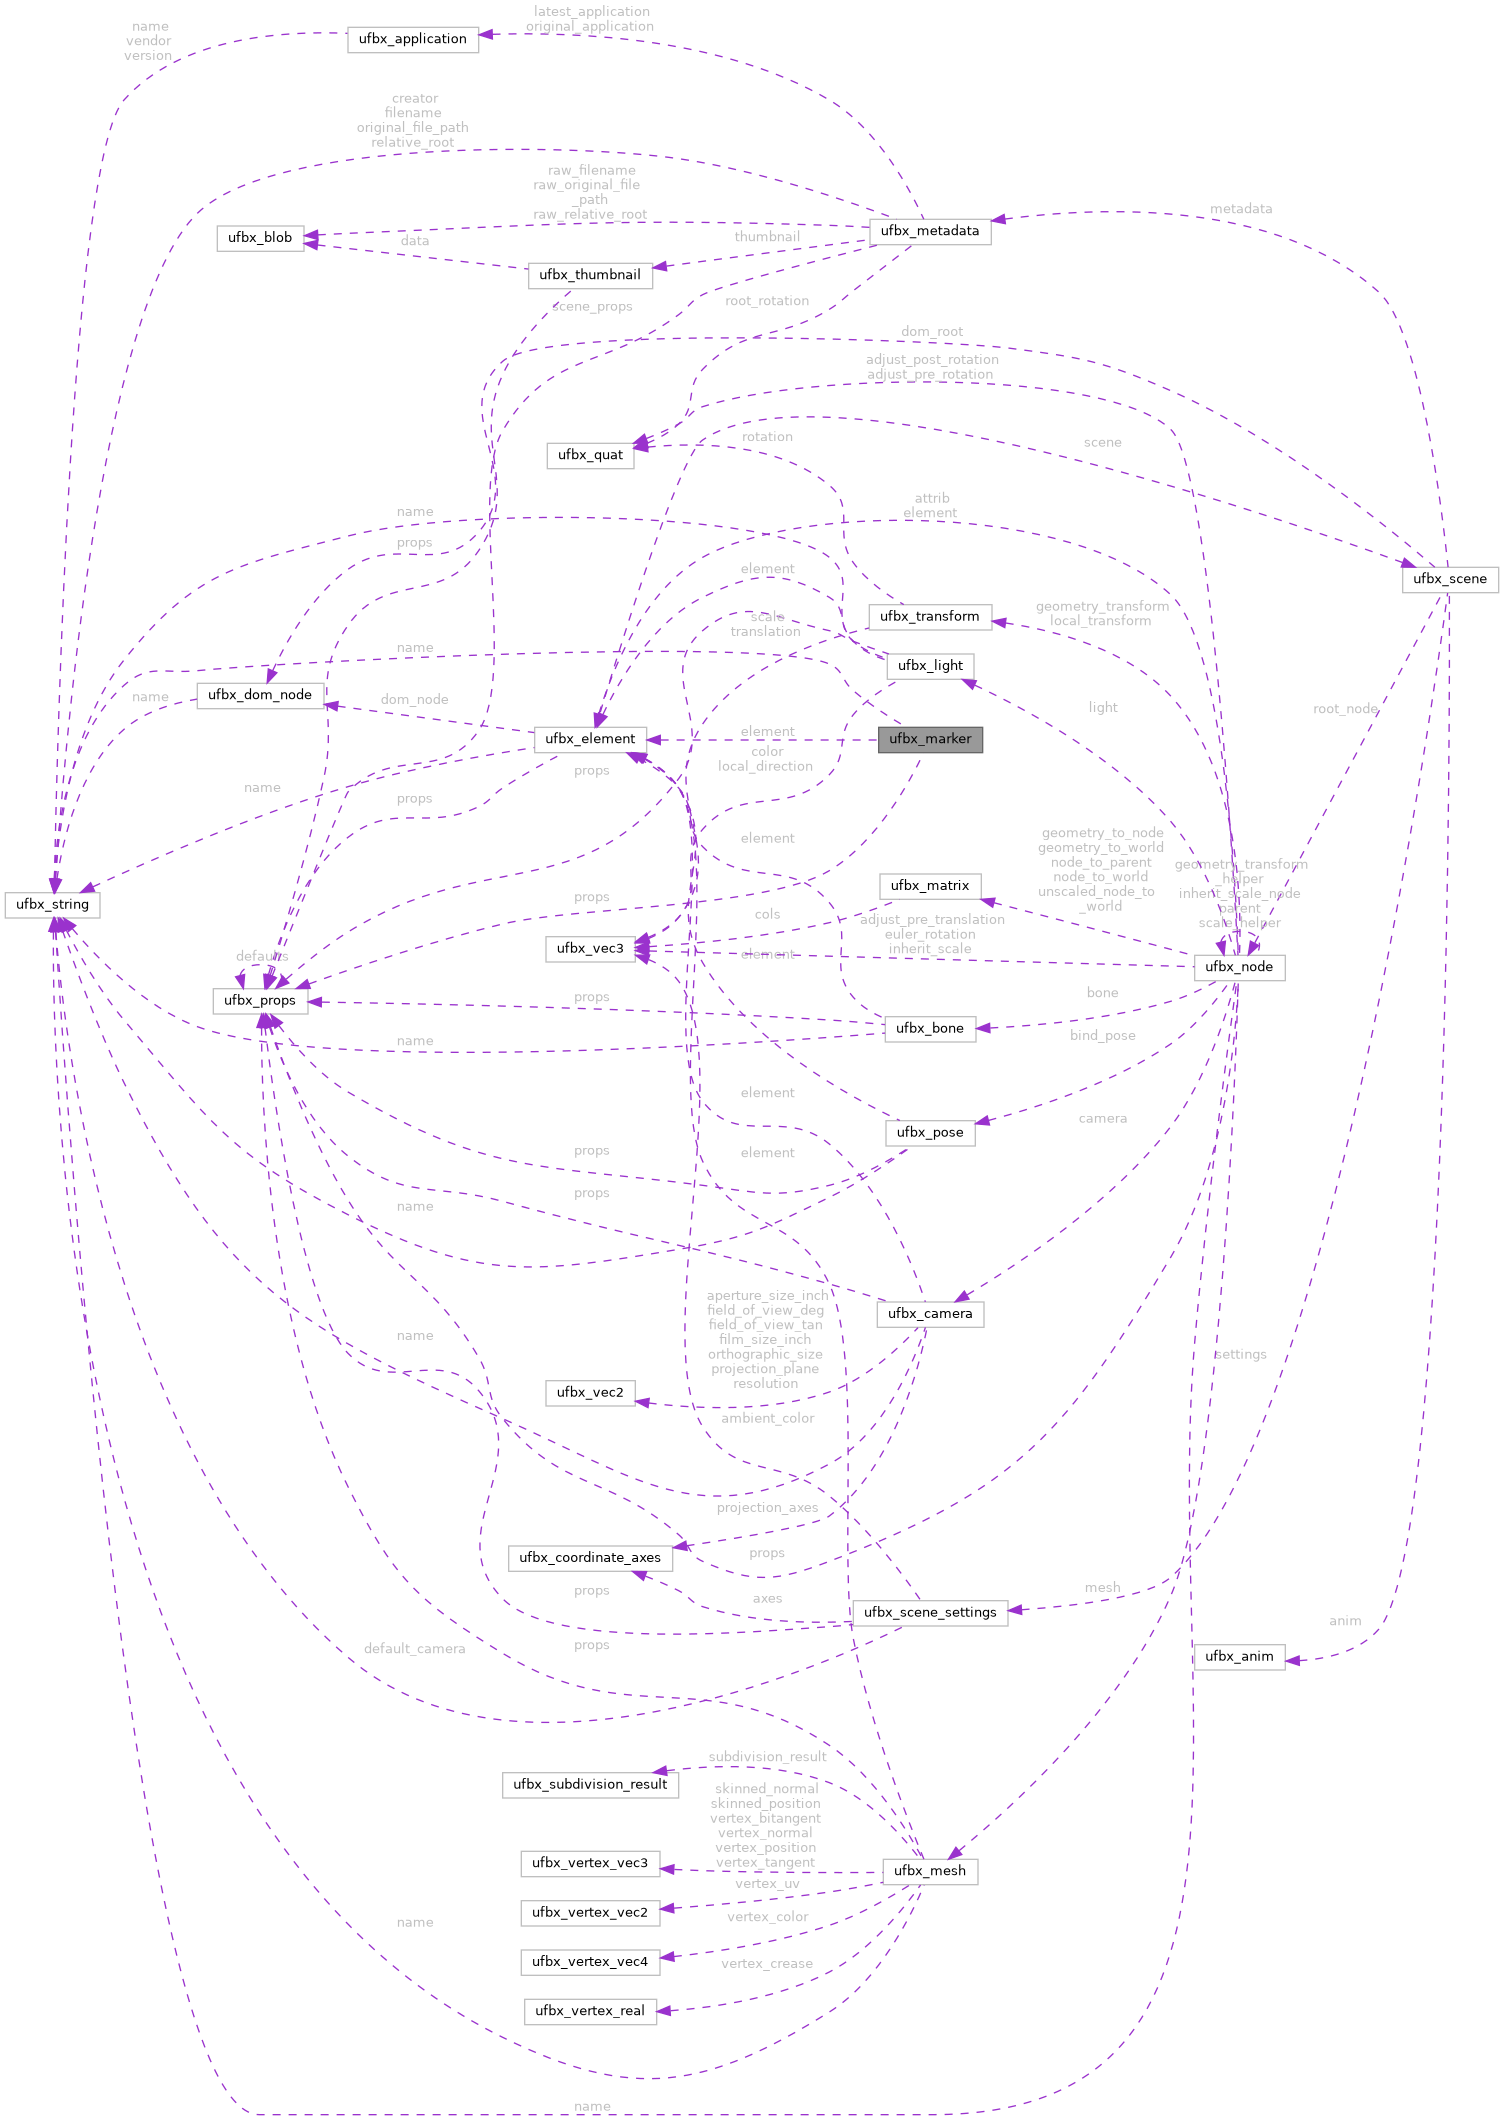 latest_application
original_application
name
vendor
version
ufbx_application
creator
filename
original_file_path
relative_root
raw_filename
raw_original_file
_path
raw_relative_root
metadata
ufbx_metadata
ufbx_blob
data
thumbnail
ufbx_thumbnail
scene_props
root_rotation
dom_root
adjust_post_rotation
adjust_pre_rotation
rotation
scene
ufbx_quat
attrib
element
name
props
element
ufbx_scene
geometry_transform
local_transform
ufbx_transform
scale
translation
name
ufbx_light
ufbx_dom_node
name
dom_node
light
root_node
ufbx_element
element
ufbx_marker
color
local_direction
props
name
props
element
geometry_to_node
geometry_to_world
node_to_parent
node_to_world
unscaled_node_to
_world
geometry_transform
_helper
inherit_scale_node
parent
scale_helper
ufbx_matrix
props
ufbx_string
cols
adjust_pre_translation
euler_rotation
inherit_scale
ufbx_vec3
defaults
element
ufbx_node
ufbx_props
props
bone
ufbx_bone
name
bind_pose
element
camera
ufbx_pose
props
element
props
name
aperture_size_inch
field_of_view_deg
field_of_view_tan
film_size_inch
orthographic_size
projection_plane
resolution
ufbx_camera
name
settings
ufbx_vec2
ambient_color
projection_axes
props
ufbx_coordinate_axes
props
axes
mesh
ufbx_scene_settings
anim
default_camera
props
ufbx_anim
subdivision_result
ufbx_subdivision_result
skinned_normal
skinned_position
vertex_bitangent
vertex_normal
vertex_position
vertex_tangent
ufbx_vertex_vec3
ufbx_mesh
vertex_uv
ufbx_vertex_vec2
name
vertex_color
ufbx_vertex_vec4
vertex_crease
ufbx_vertex_real
name